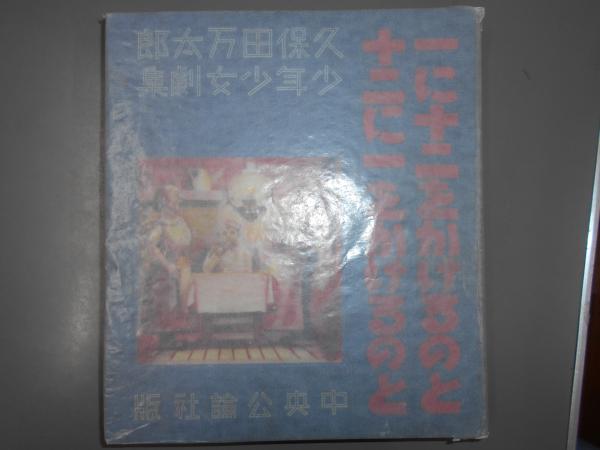 一に十二をかけるのと
十二に一をかけるのと
久保田万太郎
少年少女劇集
中央公論社版